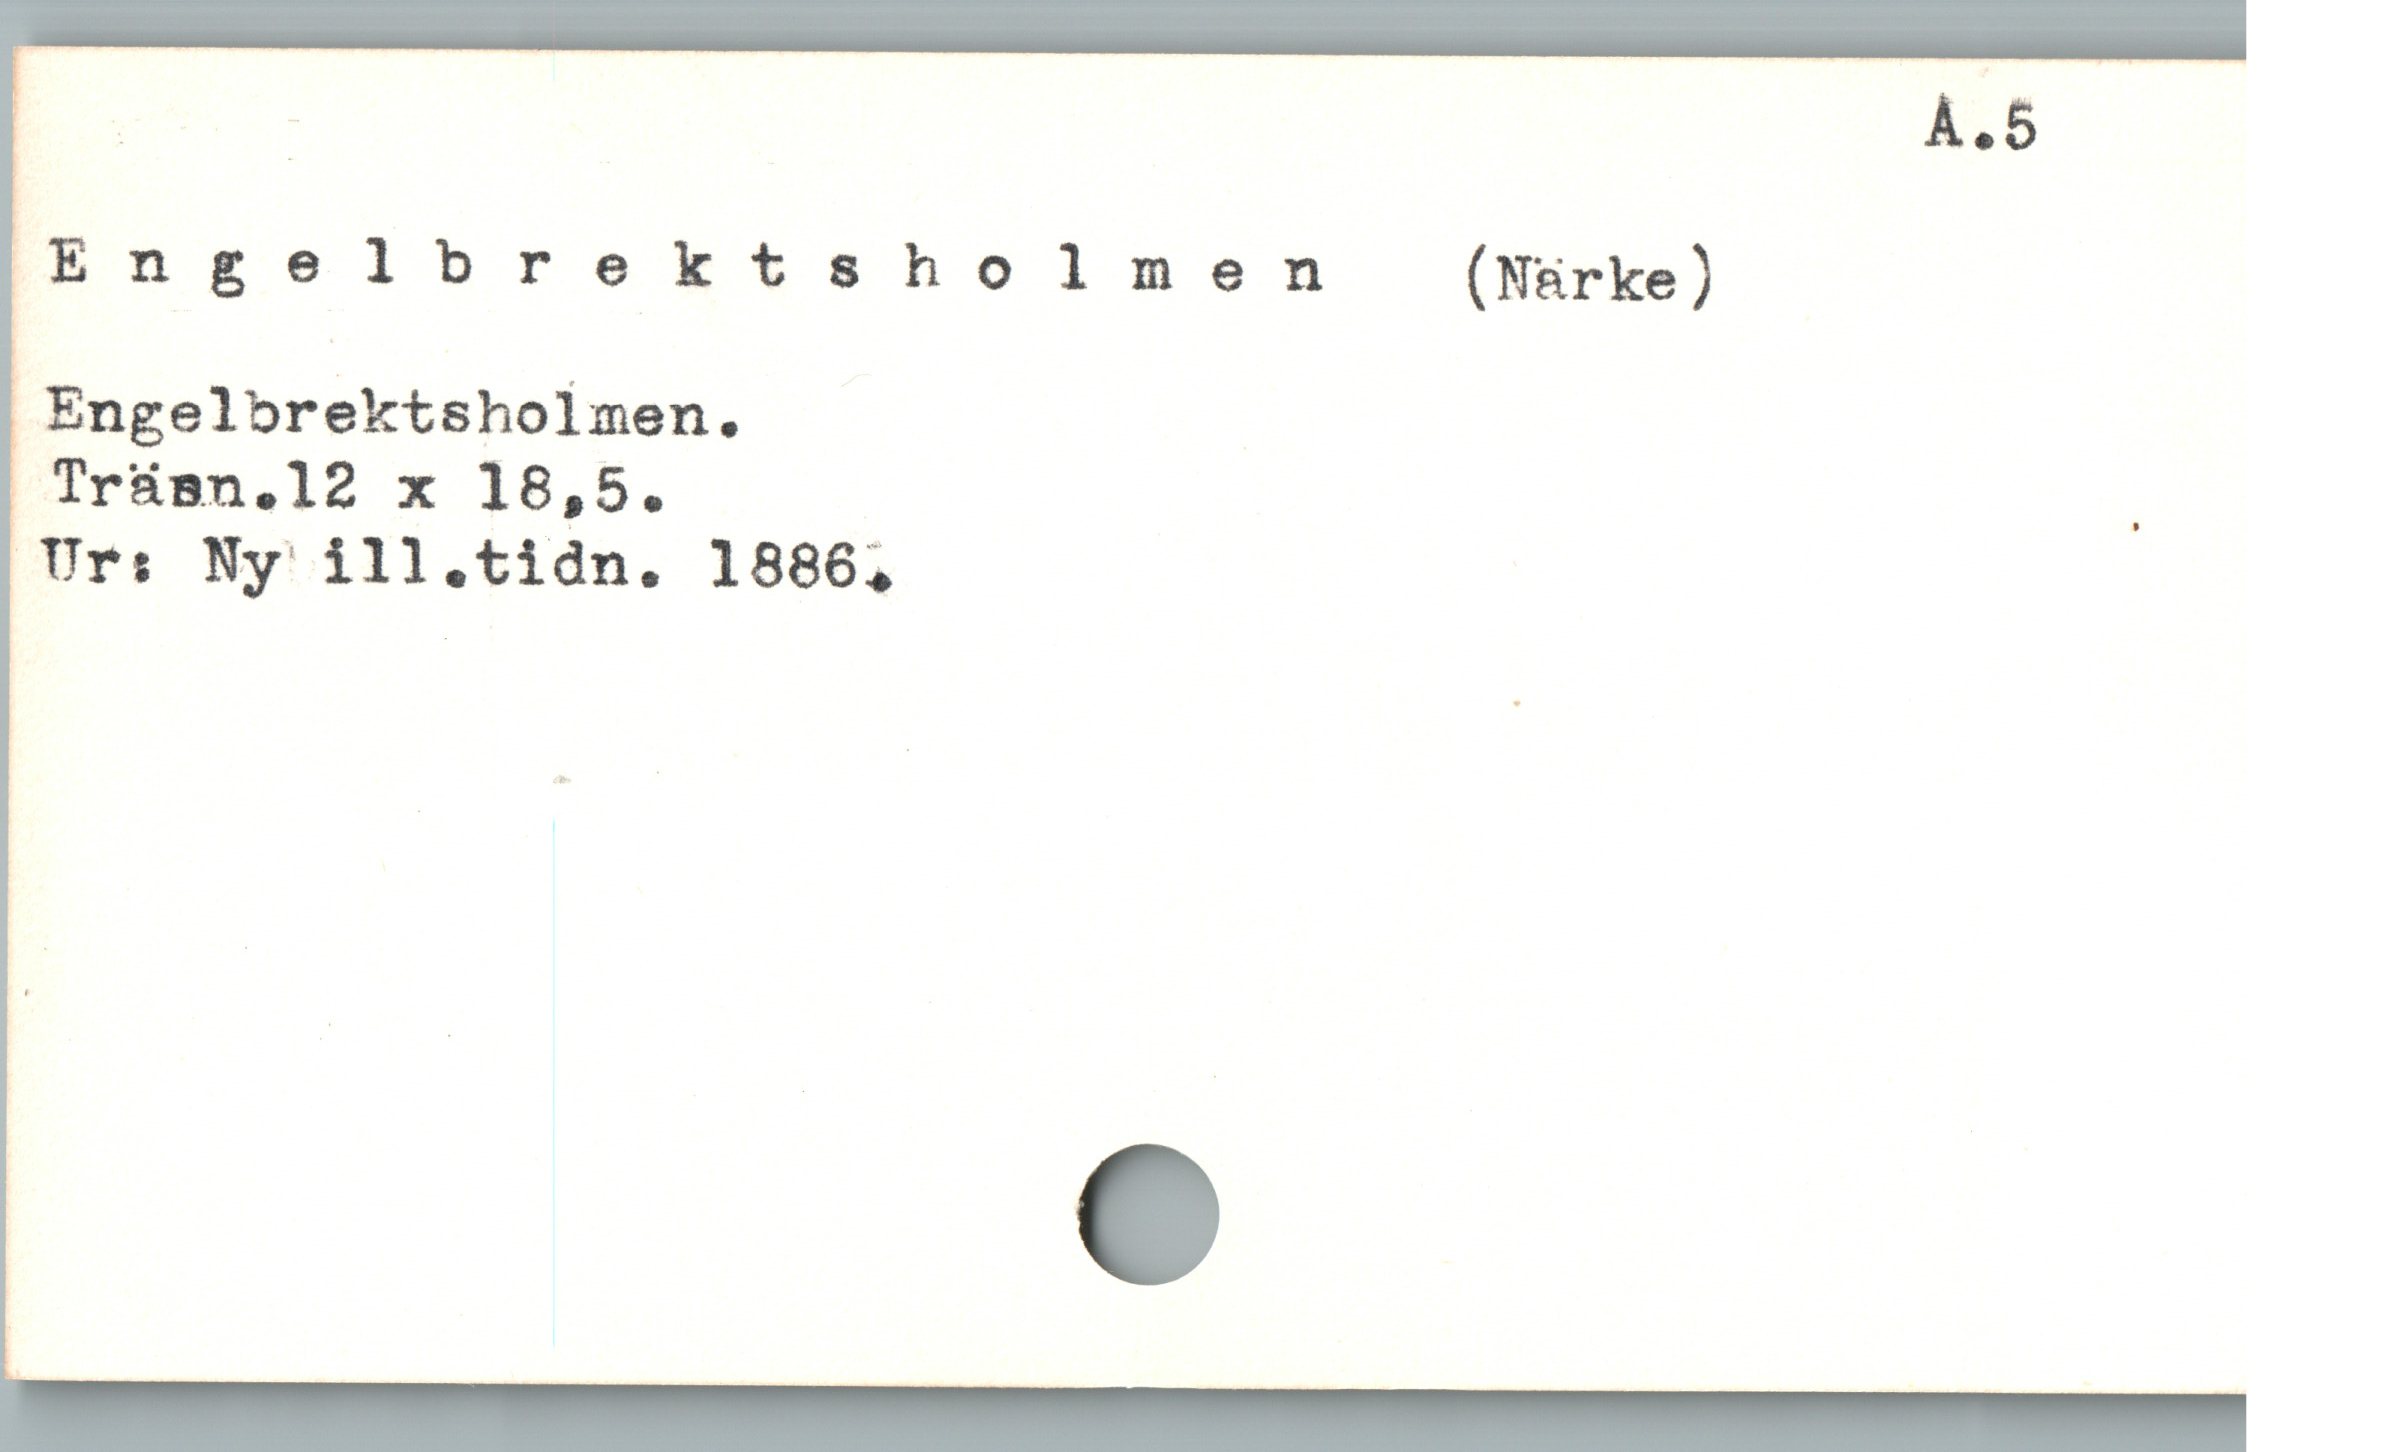 A.5
E n g e l b r e k t s h o l m e n (Närke)
Engelbrektsholmen.
Träsn.12 x 18,5.
Ur: Ny ill.tidn. 1886.